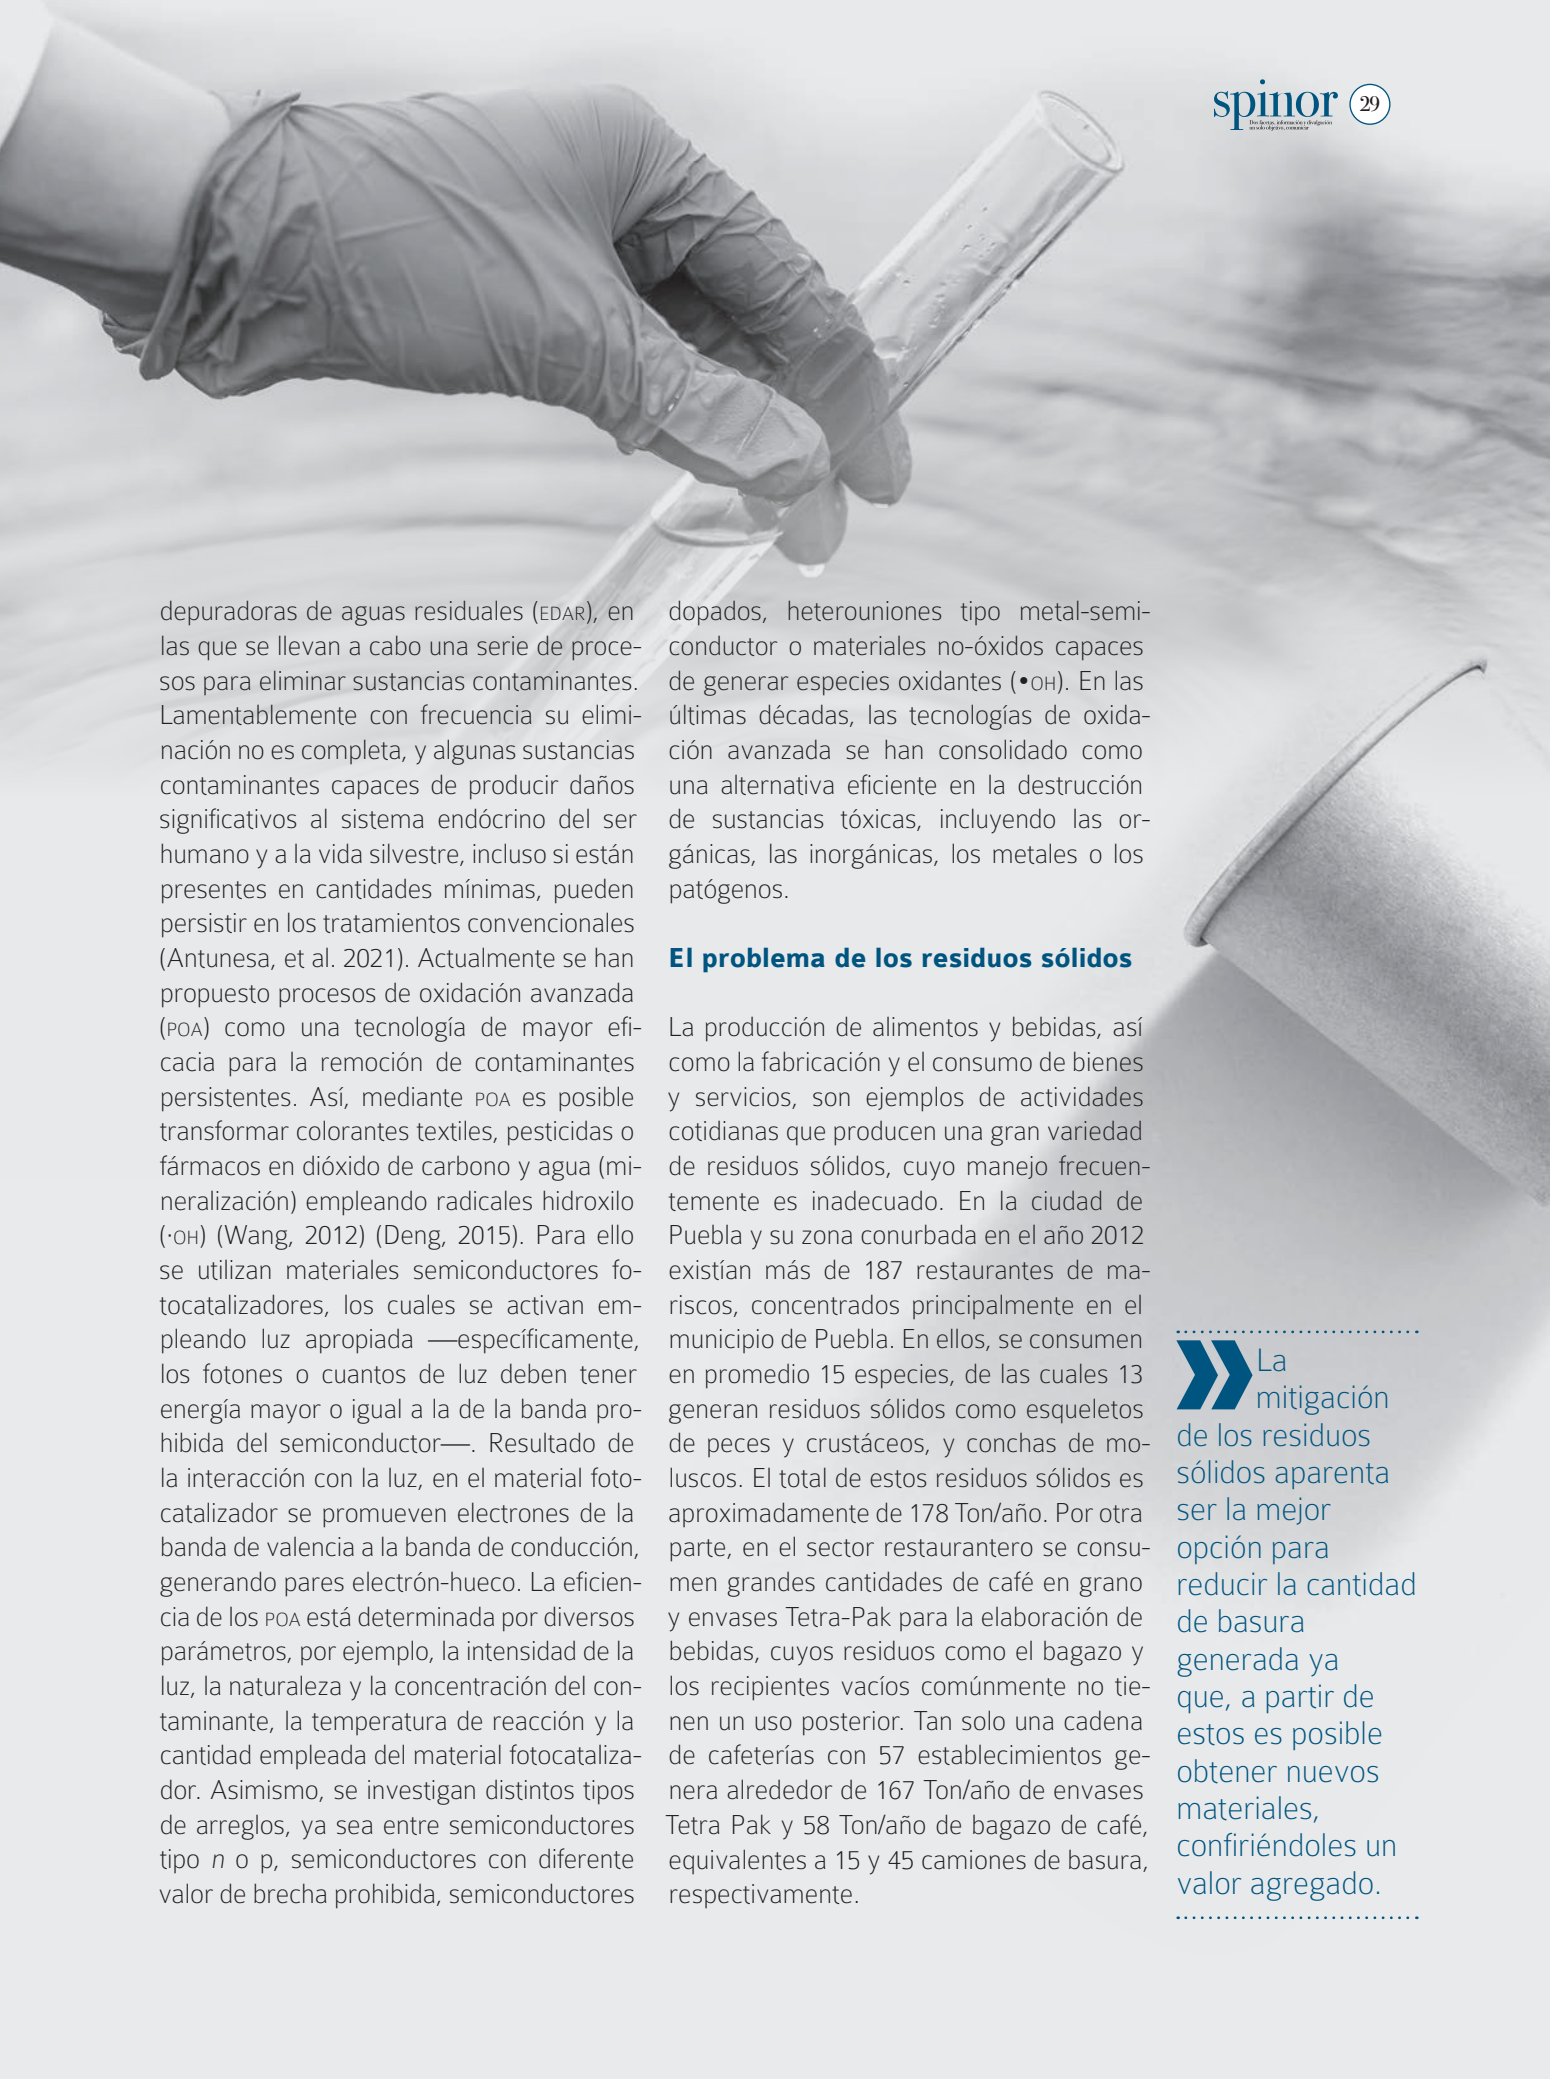 spinor 29
Dos facetas, información y divulgación
un solo objetivo, comunicar
depuradoras de aguas residuales (EDAR), en
las que se llevan a cabo una serie de proce-
sos para eliminar sustancias contaminantes.
Lamentablemente con frecuencia su elimi-
nación no es completa, y algunas sustancias
contaminantes capaces de producir daños
significativos al sistema endócrino del ser
humano y a la vida silvestre, incluso si están
presentes en cantidades mínimas, pueden
persistir en los tratamientos convencionales
(Antunesa, et al. 2021). Actualmente se han
propuesto procesos de oxidación avanzada
(POA) como una tecnología de mayor efi-
cacia para la remoción de contaminantes
persistentes. Así, mediante POA es posible
transformar colorantes textiles, pesticidas o
fármacos en dióxido de carbono y agua (mi-
neralización) empleando radicales hidroxilo
(·OH) (Wang, 2012) (Deng, 2015). Para ello
se utilizan materiales semiconductores fo-
tocatalizadores, los cuales se activan em-
pleando luz apropiada —específicamente,
los fotones o cuantos de luz deben tener
energía mayor o igual a la de la banda pro-
hibida del semiconductor—. Resultado de
la interacción con la luz, en el material foto-
catalizador se promueven electrones de la
banda de valencia a la banda de conducción,
generando pares electrón-hueco. La eficien-
cia de los POA está determinada por diversos
parámetros, por ejemplo, la intensidad de la
luz, la naturaleza y la concentración del con-
taminante, la temperatura de reacción y la
cantidad empleada del material fotocataliza-
dor. Asimismo, se investigan distintos tipos
de arreglos, ya sea entre semiconductores
tipo n o p, semiconductores con diferente
valor de brecha prohibida, semiconductores
dopados, heterouniones tipo metal-semi-
conductor o materiales no-óxidos capaces
de generar especies oxidantes (•OH). En las
últimas décadas, las tecnologías de oxida-
ción avanzada se han consolidado como
una alternativa eficiente en la destrucción
de sustancias tóxicas, incluyendo las or-
gánicas, las inorgánicas, los metales o los
patógenos.
El problema de los residuos sólidos
La producción de alimentos y bebidas, así
como la fabricación y el consumo de bienes
y servicios, son ejemplos de actividades
cotidianas que producen una gran variedad
de residuos sólidos, cuyo manejo frecuen-
temente es inadecuado. En la ciudad de
Puebla y su zona conurbada en el año 2012
existían más de 187 restaurantes de ma-
riscos, concentrados principalmente en el
municipio de Puebla. En ellos, se consumen
en promedio 15 especies, de las cuales 13
generan residuos sólidos como esqueletos
de peces y crustáceos, y conchas de mo-
luscos. El total de estos residuos sólidos es
aproximadamente de 178 Ton/año. Por otra
parte, en el sector restaurantero se consu-
men grandes cantidades de café en grano
y envases Tetra-Pak para la elaboración de
bebidas, cuyos residuos como el bagazo y
los recipientes vacíos comúnmente no tie-
nen un uso posterior. Tan solo una cadena
de cafeterías con 57 establecimientos ge-
nera alrededor de 167 Ton/año de envases
Tetra Pak y 58 Ton/año de bagazo de café,
equivalentes a 15 y 45 camiones de basura,
respectivamente.
La
mitigación
de los residuos
sólidos aparenta
ser la mejor
opción para
reducir la cantidad
de basura
generada ya
que, a partir de
estos es posible
obtener nuevos
materiales,
confiriéndoles un
valor agregado.